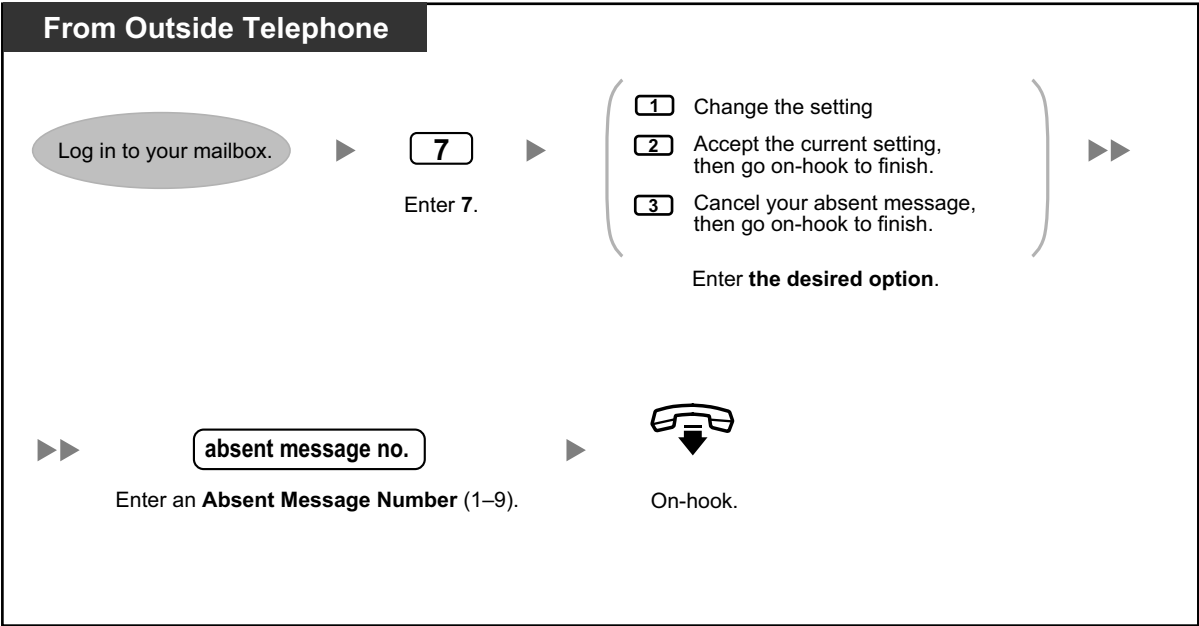 From Outside Telephone
Log in to your mailbox.
7
Enter 7.
1 Change the setting
2 Accept the current setting,
then go on-hook to finish.
3 Cancel your absent message,
then go on-hook to finish.
Enter the desired option.
absent message no.
Enter an Absent Message Number (1–9).
On-hook.